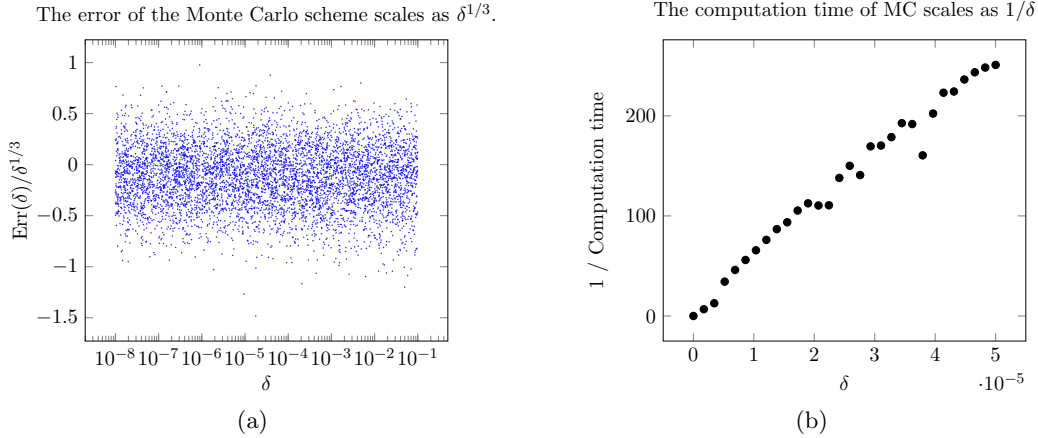 The error of the Monte Carlo scheme scales as δ^{1/3}.
1
0.5
0
−0.5
−1
−1.5
Err(δ)/δ^{1/3}
10^{−8} 10^{−7} 10^{−6} 10^{−5} 10^{−4} 10^{−3} 10^{−2} 10^{−1}
δ
(a)
The computation time of MC scales as 1/δ
200
100
0
1 / Computation time
0 1 2 3 4 5
δ
·10^{−5}
(b)